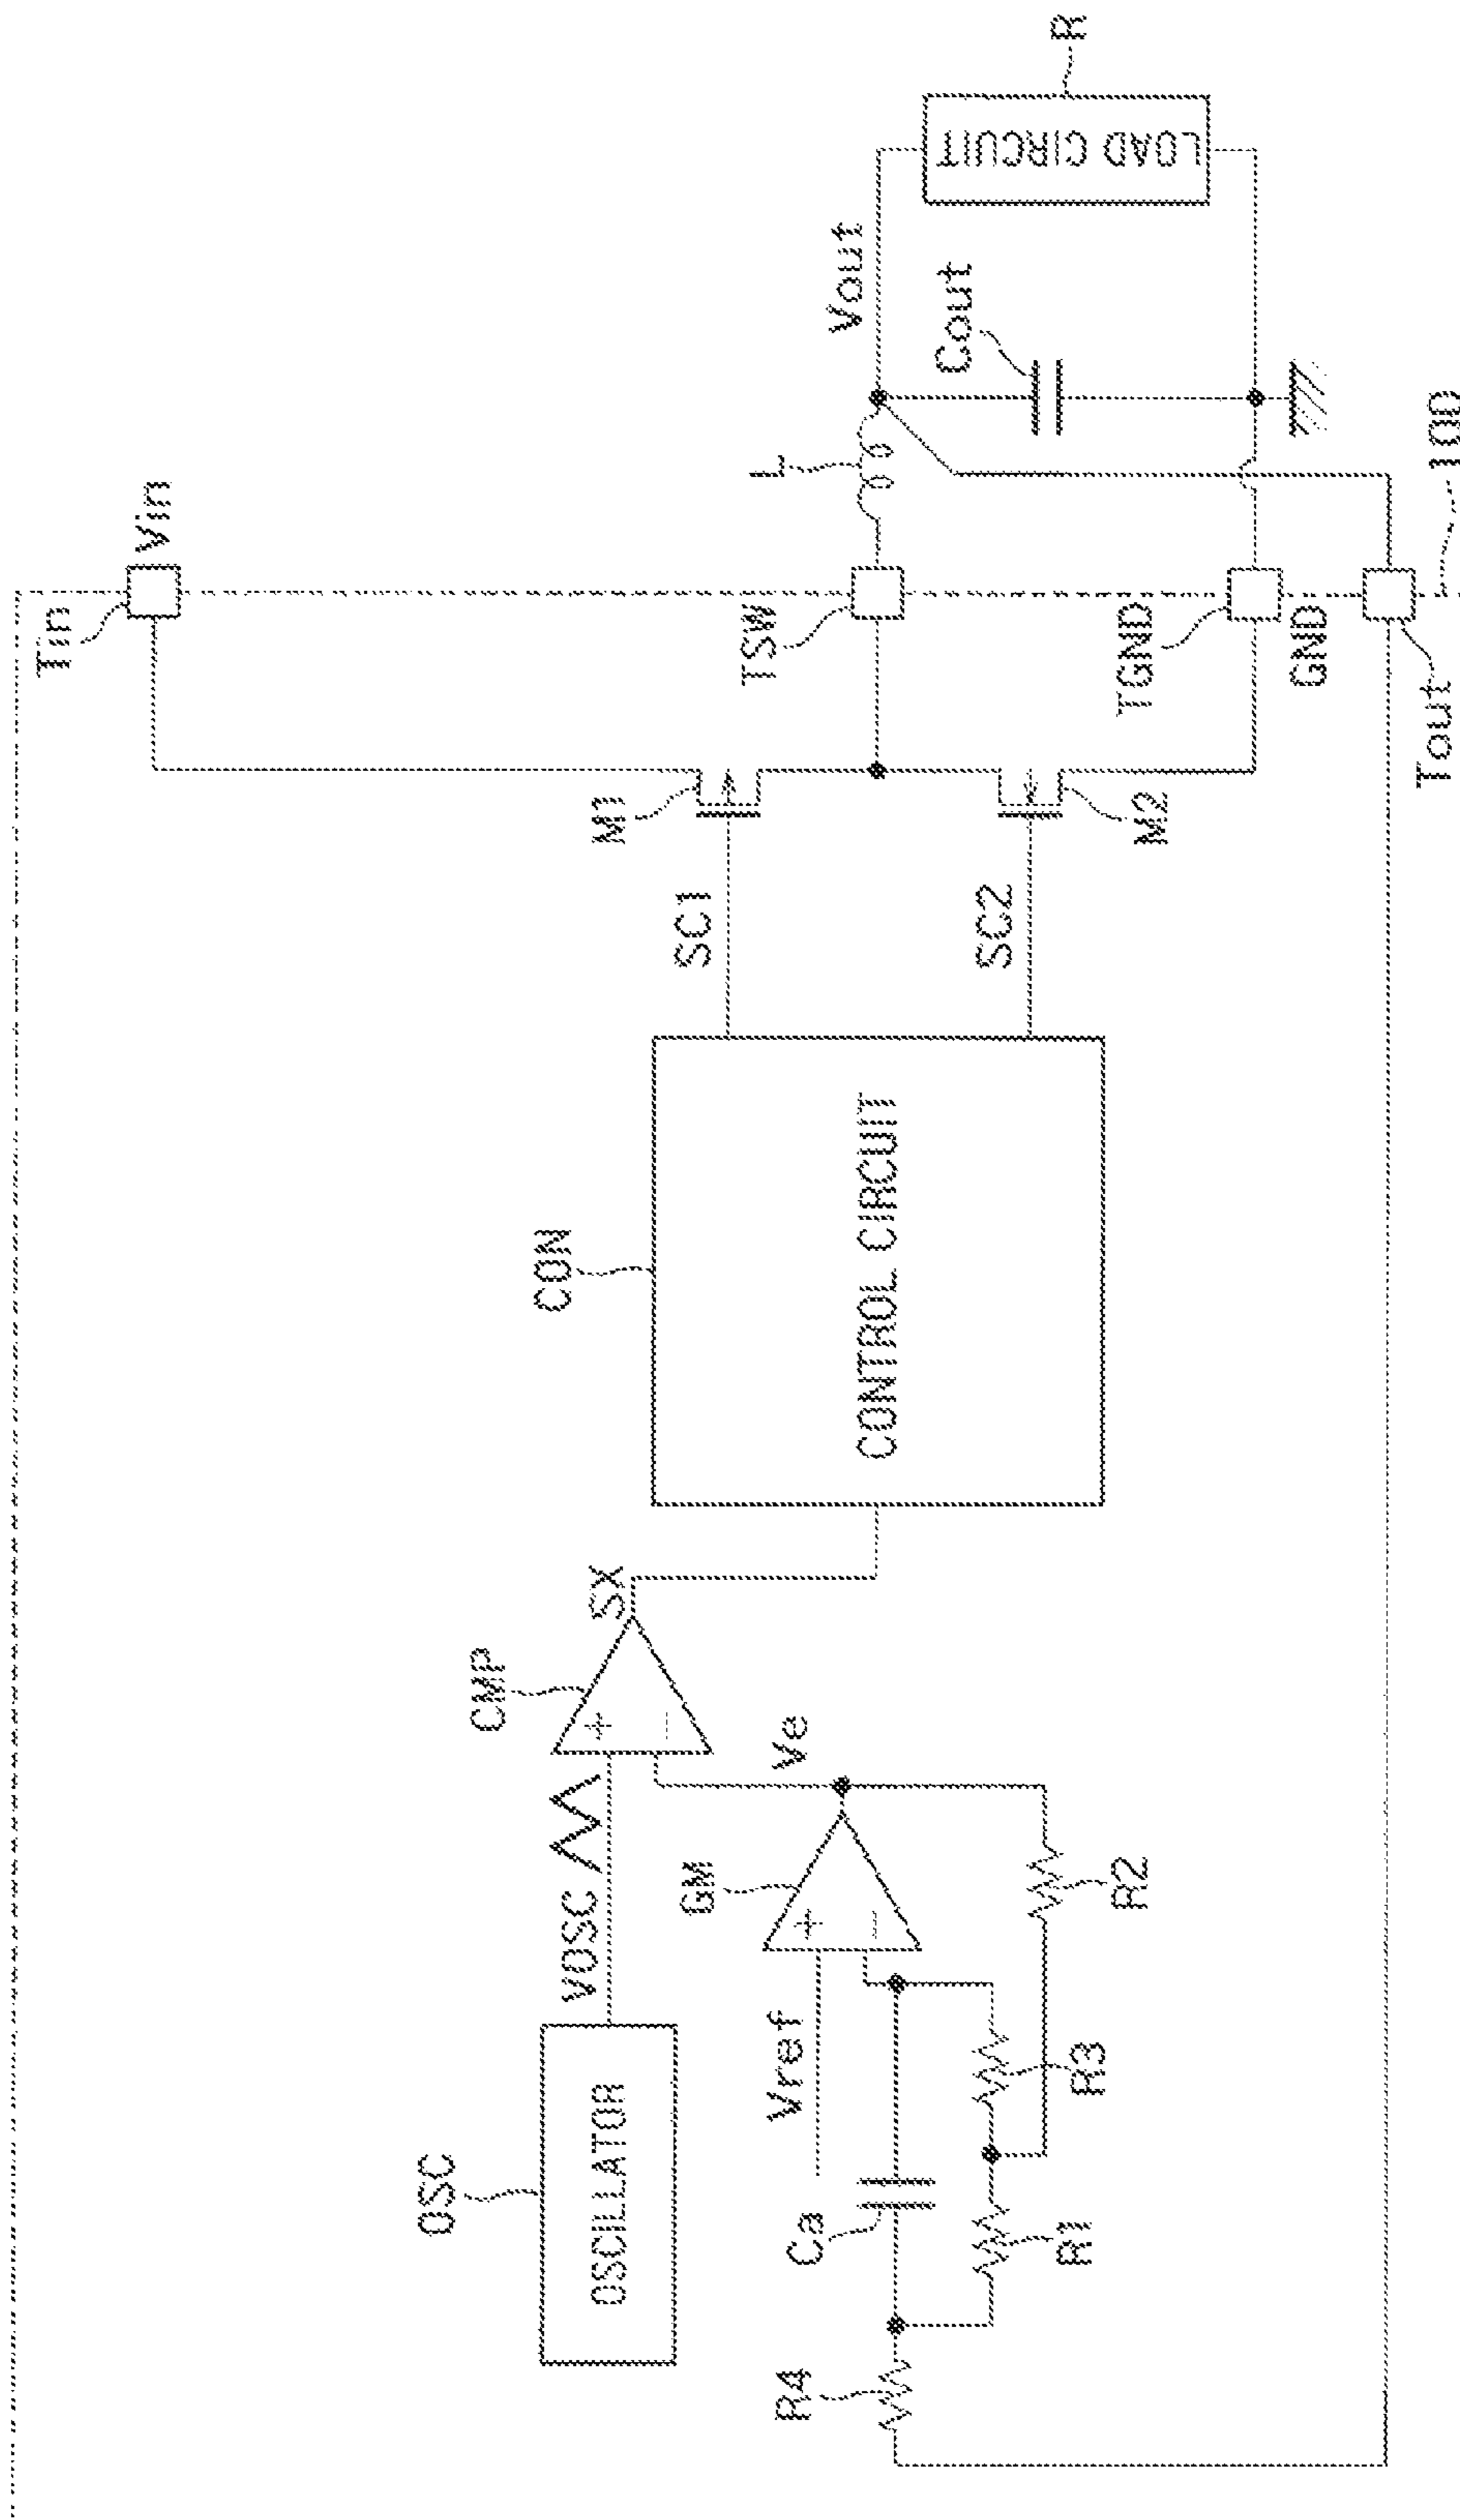 Tin
Vin
OSC
OSCILLATOR
VOSC
CMP
+
−
SX
CON
CONTROL CIRCUIT
SC1
SC2
M1
M2
TSW
L
Vout
Cout
LOAD CIRCUIT
R
Vref
GM
+
−
Ve
R4
Ca
R1
R3
R2
TGND
GND
Tout
100